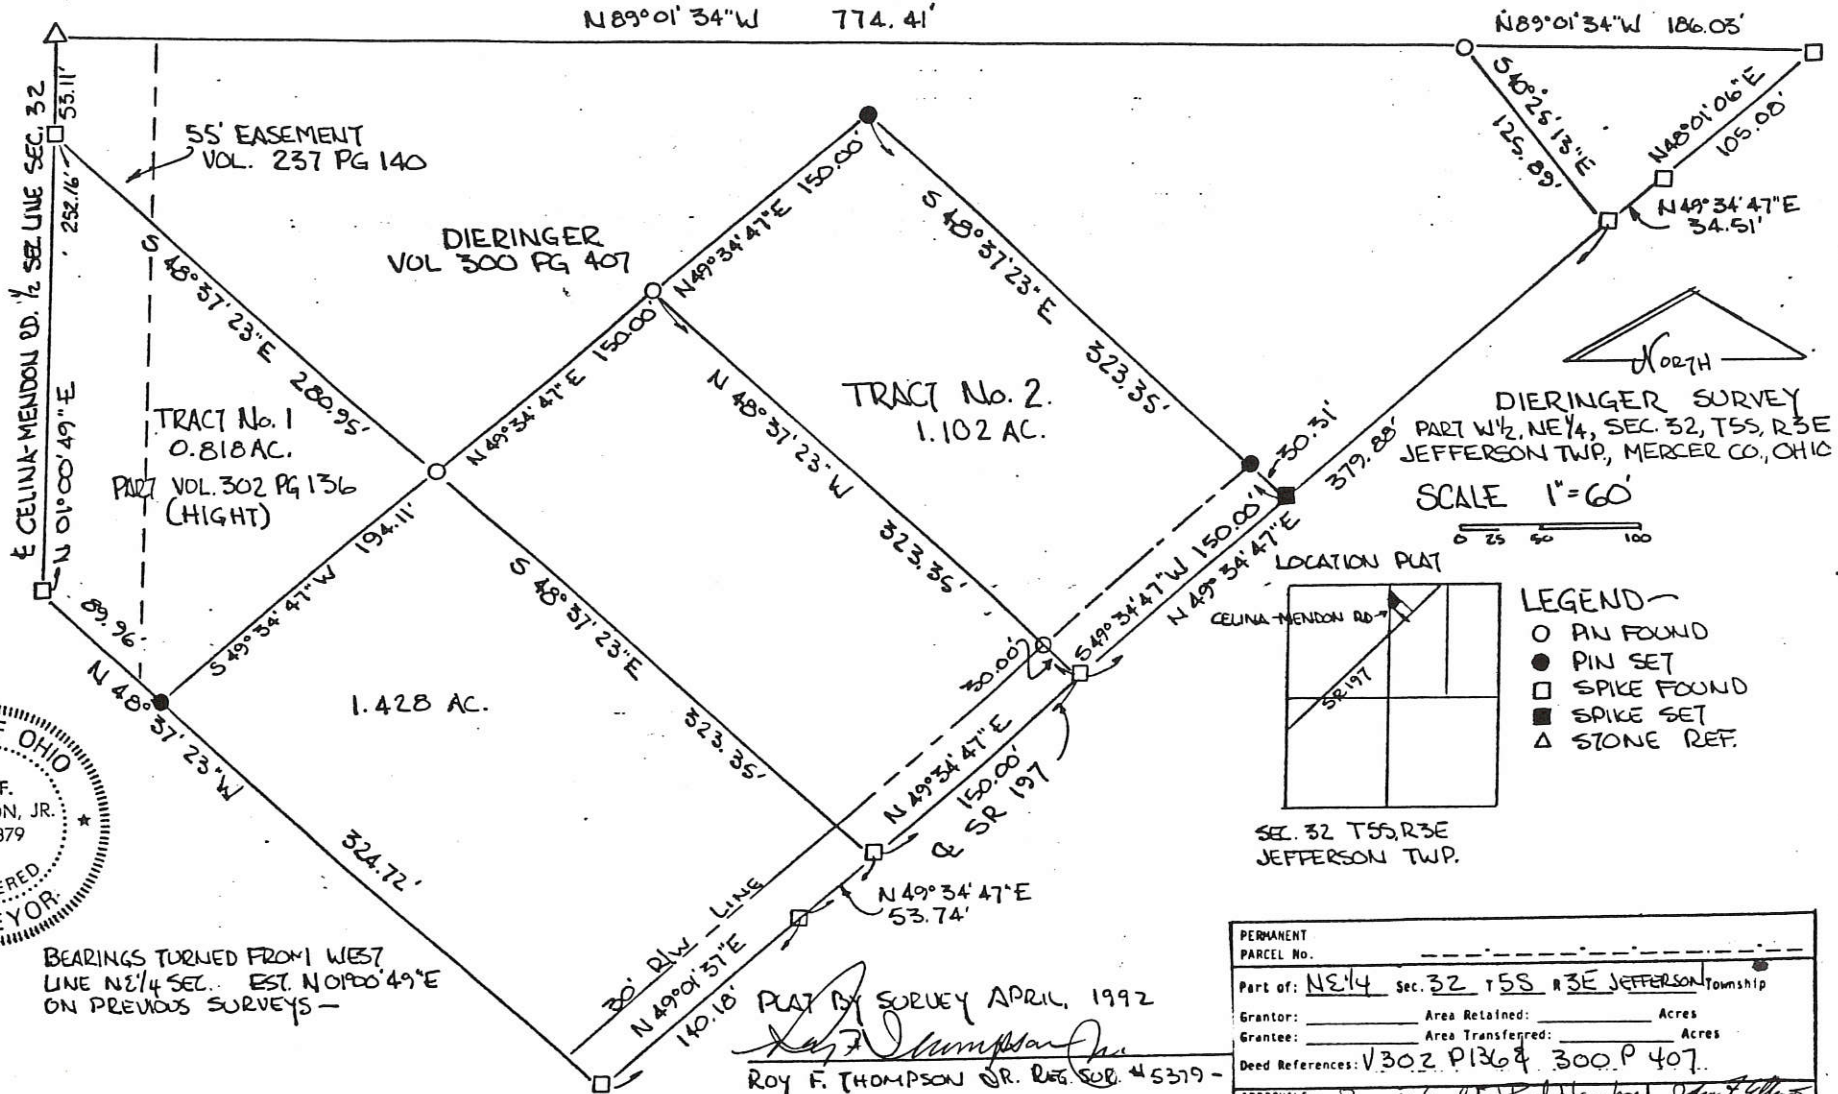 N89°01'34"W 774.41'
N89°01'34"W 186.03'
S40°25'13"E
125.89'
N48°01'06"E
105.08'
N49°34'47"E
34.51'
53.11'
252.16'
℄ CELINA-MENDON RD. 1/2 SEC LINE SEC. 32
N 01°00'49"E
55' EASEMENT
VOL. 237 PG 140
S 48°37'23"E 280.95'
DIERINGER
VOL 300 PG 407
N49°34'47"E 150.00'
S 48°37'23"E
323.35'
N49°34'47"E 150.00'
N 48°37'23"W
323.35'
TRACT No. 2.
1.102 AC.
TRACT No. 1
0.818 AC.
PART VOL. 302 PG 136
(HIGHT)
S 49°34'47"W 194.11'
89.96'
N 48°37'23"W
324.72'
1.428 AC.
S 48°37'23"E
323.35'
30.31'
379.88'
S 49°34'47"W 150.00'
N 49°34'47"E
30.00'
N 49°34'47"E
150.00'
℄ SR 197
N 49°34'47"E
53.74'
30' R/W LINE
N 49°01'37"E
140.18'
NORTH
DIERINGER SURVEY
PART W1/2, NE1/4, SEC. 32, T5S, R3E
JEFFERSON TWP., MERCER CO., OHIO
SCALE 1"=60'
0 25 50 100
LOCATION PLAT
CELINA-MENDON RD
SR 197
SEC. 32 T5S, R3E
JEFFERSON TWP.
LEGEND
PIN FOUND
PIN SET
SPIKE FOUND
SPIKE SET
STONE REF.
OHIO
F.
ON, JR.
379
ERED
YOR
BEARINGS TURNED FROM WEST
LINE NE1/4 SEC.. EST. N 01°00'49"E
ON PREVIOUS SURVEYS—
PLAT BY SURVEY APRIL, 1992
Roy F Thompson Jr.
ROY F. THOMPSON JR. REG. SUR. #5379-
PERMANENT
PARCEL No.
Part of: NE1/4 Sec. 32 T 5S R 3E JEFFERSON Township
Grantor: Area Retained: Acres
Grantee: Area Transferred: Acres
Deed References: V302 P136 & 300 P 407